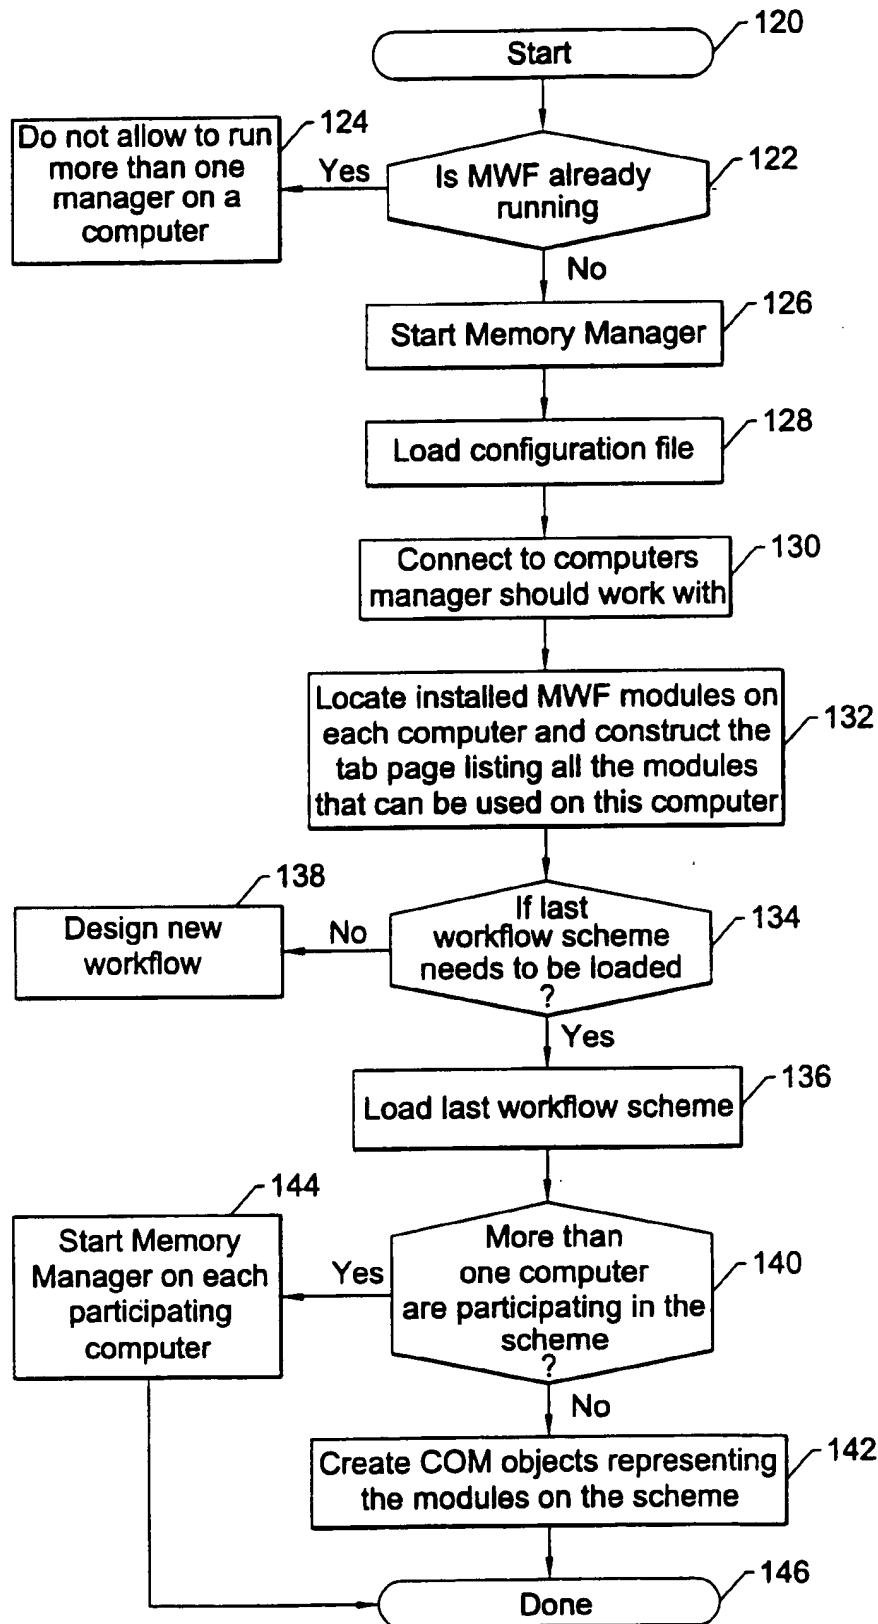 120
Start
124
Do not allow to run
more than one
manager on a
computer
Yes
122
Is MWF already
running
No
126
Start Memory Manager
128
Load configuration file
130
Connect to computers
manager should work with
132
Locate installed MWF modules on
each computer and construct the
tab page listing all the modules
that can be used on this computer
138
Design new
workflow
No
134
If last
workflow scheme
needs to be loaded
?
Yes
136
Load last workflow scheme
144
Start Memory
Manager on each
participating
computer
Yes
140
More than
one computer
are participating in the
scheme
?
No
142
Create COM objects representing
the modules on the scheme
146
Done